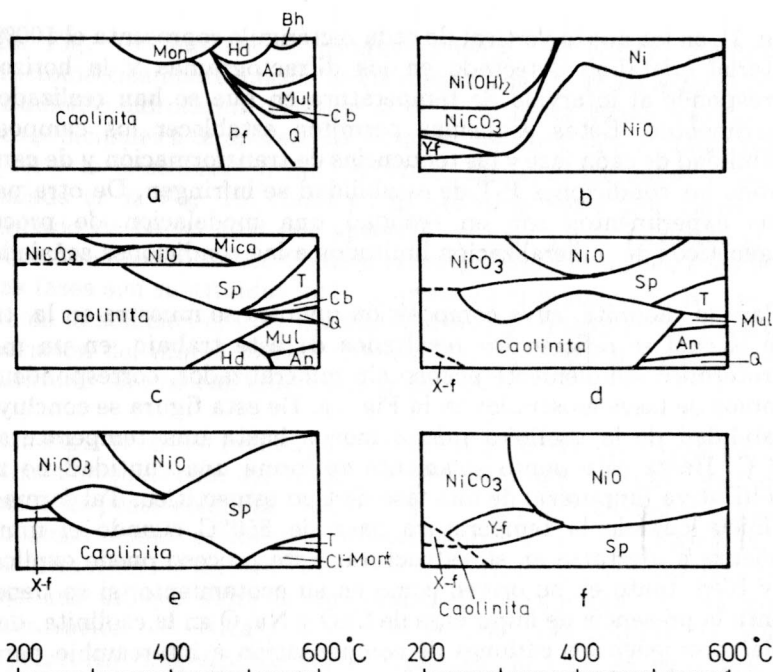 Bh
Mon
Hd
An
Caolinita
Mul
Cb
Pf
Q
a
Ni
Ni(OH)₂
NiCO₃
Y-f
NiO
b
NiCO₃
NiO
Mica
Sp
T
Cb
Caolinita
Q
Mul
Hd
An
c
NiCO₃
NiO
Sp
T
Caolinita
Mul
An
Q
X-f
d
NiCO₃
NiO
Sp
Caolinita
T
Cl-Mont
X-f
e
NiCO₃
NiO
Y-f
Sp
X-f
Caolinita
f
200 400 600° 200 400 600°C